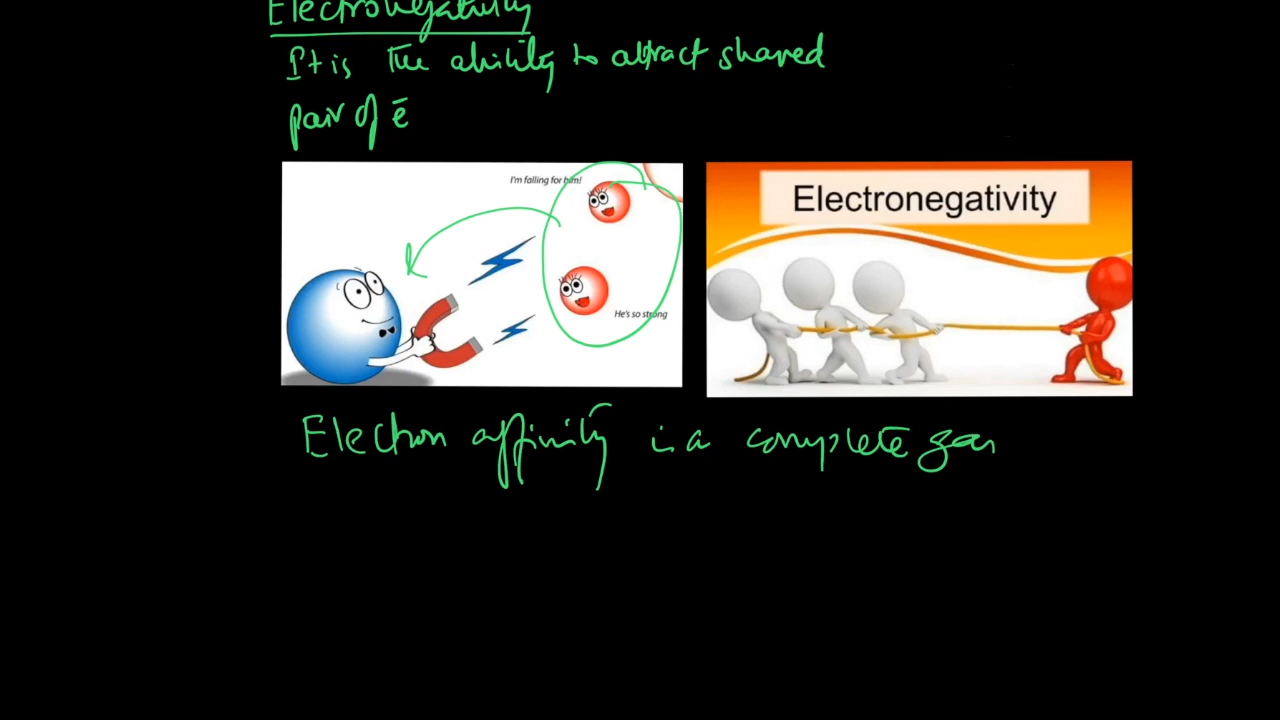 Electronegativity
It is the ability to attract shared
pair of ē
I'm falling for him!
He's so strong
Electronegativity
Electron affinity is a complete gan